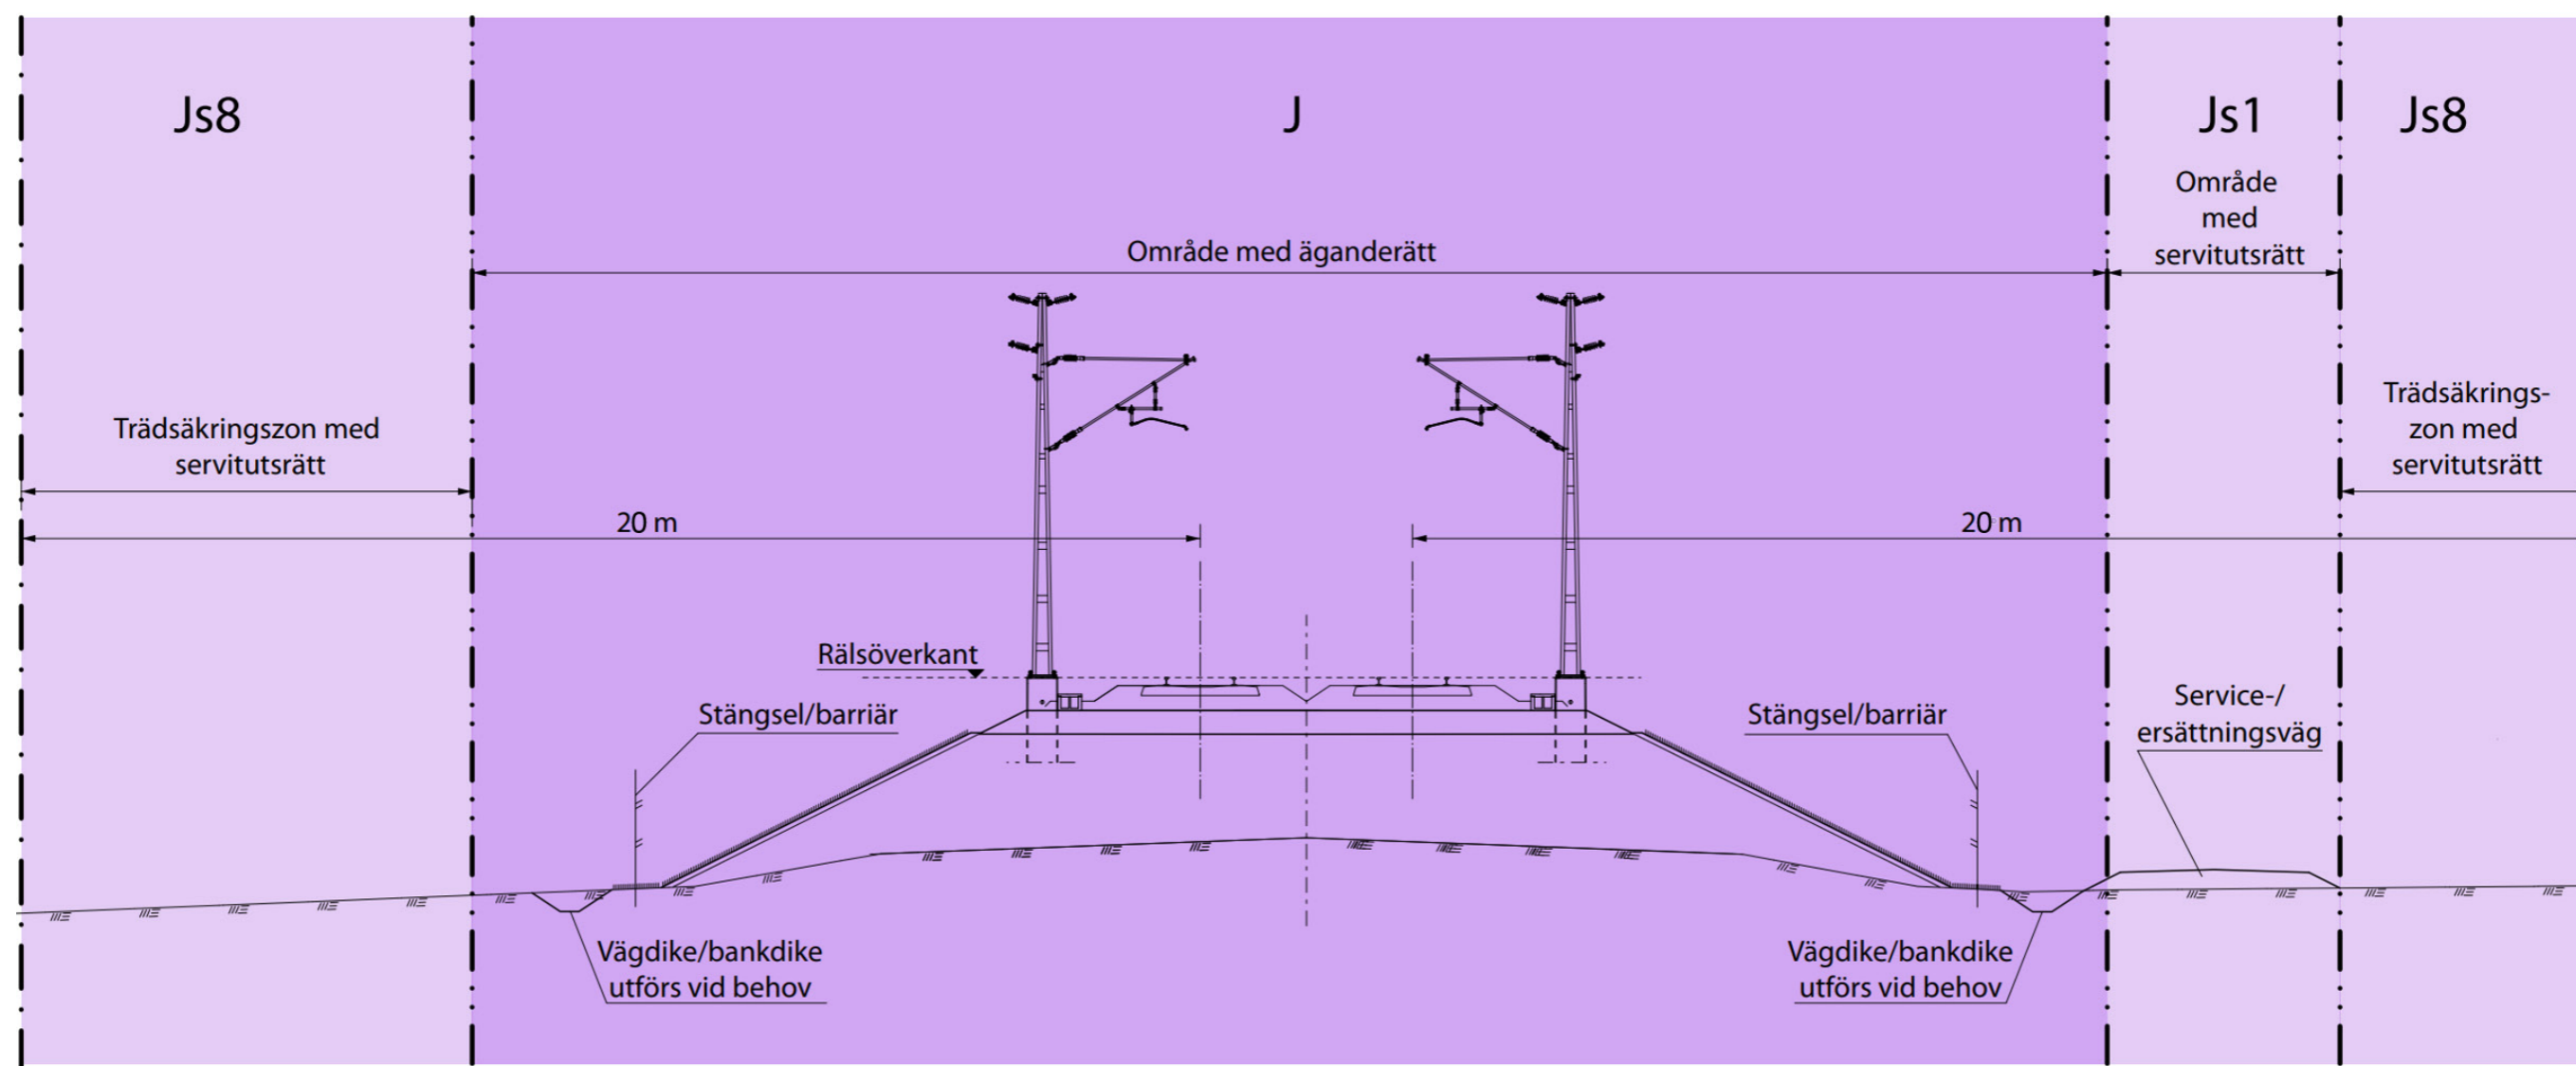 Js8
J
Js1
Js8
Område
med
servitutsrätt
Område med äganderätt
Trädsäkringszon med
servitutsrätt
Trädsäkrings-
zon med
servitutsrätt
20 m
20 m
Rälsöverkant
Stängsel/barriär
Stängsel/barriär
Service-/
ersättningsväg
Vägdike/bankdike
utförs vid behov
Vägdike/bankdike
utförs vid behov